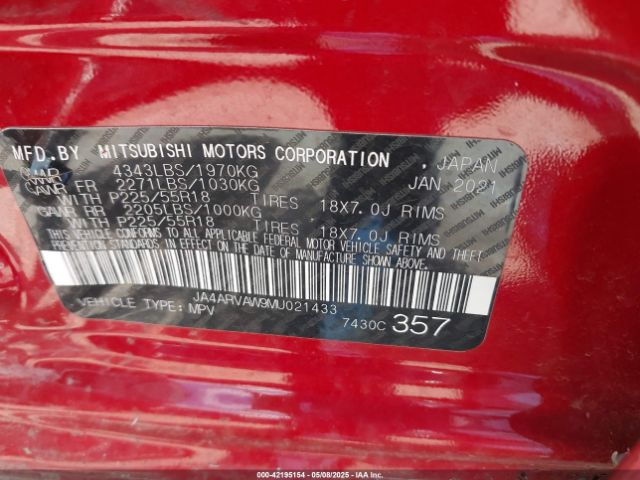 MFD.BY MITSUBISHI MOTORS CORPORATION . JAPAN
GVWR 4343LBS/1970KG JAN 2021
GAWR FR 2271LBS/1030KG
WITH P225/55R18 TIRES 18X7.0J RIMS
GAWR RR 2205LBS/1000KG
WITH P225/55R18 TIRES 18X7.0J RIMS
THIS VEHICLE CONFORMS TO ALL APPLICABLE FEDERAL MOTOR VEHICLE SAFETY AND THEFT
PREVENTION STANDARDS IN EFFECT ON THE DATE OF MANUFACTURE SHOWN ABOVE.
JA4ARVAW9MU021433
VEHICLE TYPE: MPV 7430C 357
000-42195154 - 05/08/2025 - IAAI.COM